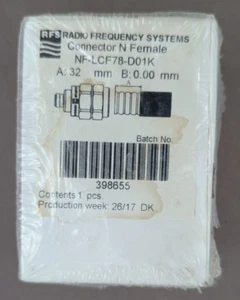 RFS RADIO FREQUENCY SYSTEMS
Connector N Female
NF-LCF78-D01K
A: 32 mm B: 0.00 mm
A
Batch No:
398655
Contents 1 pcs.
Production week: 26/17 DK